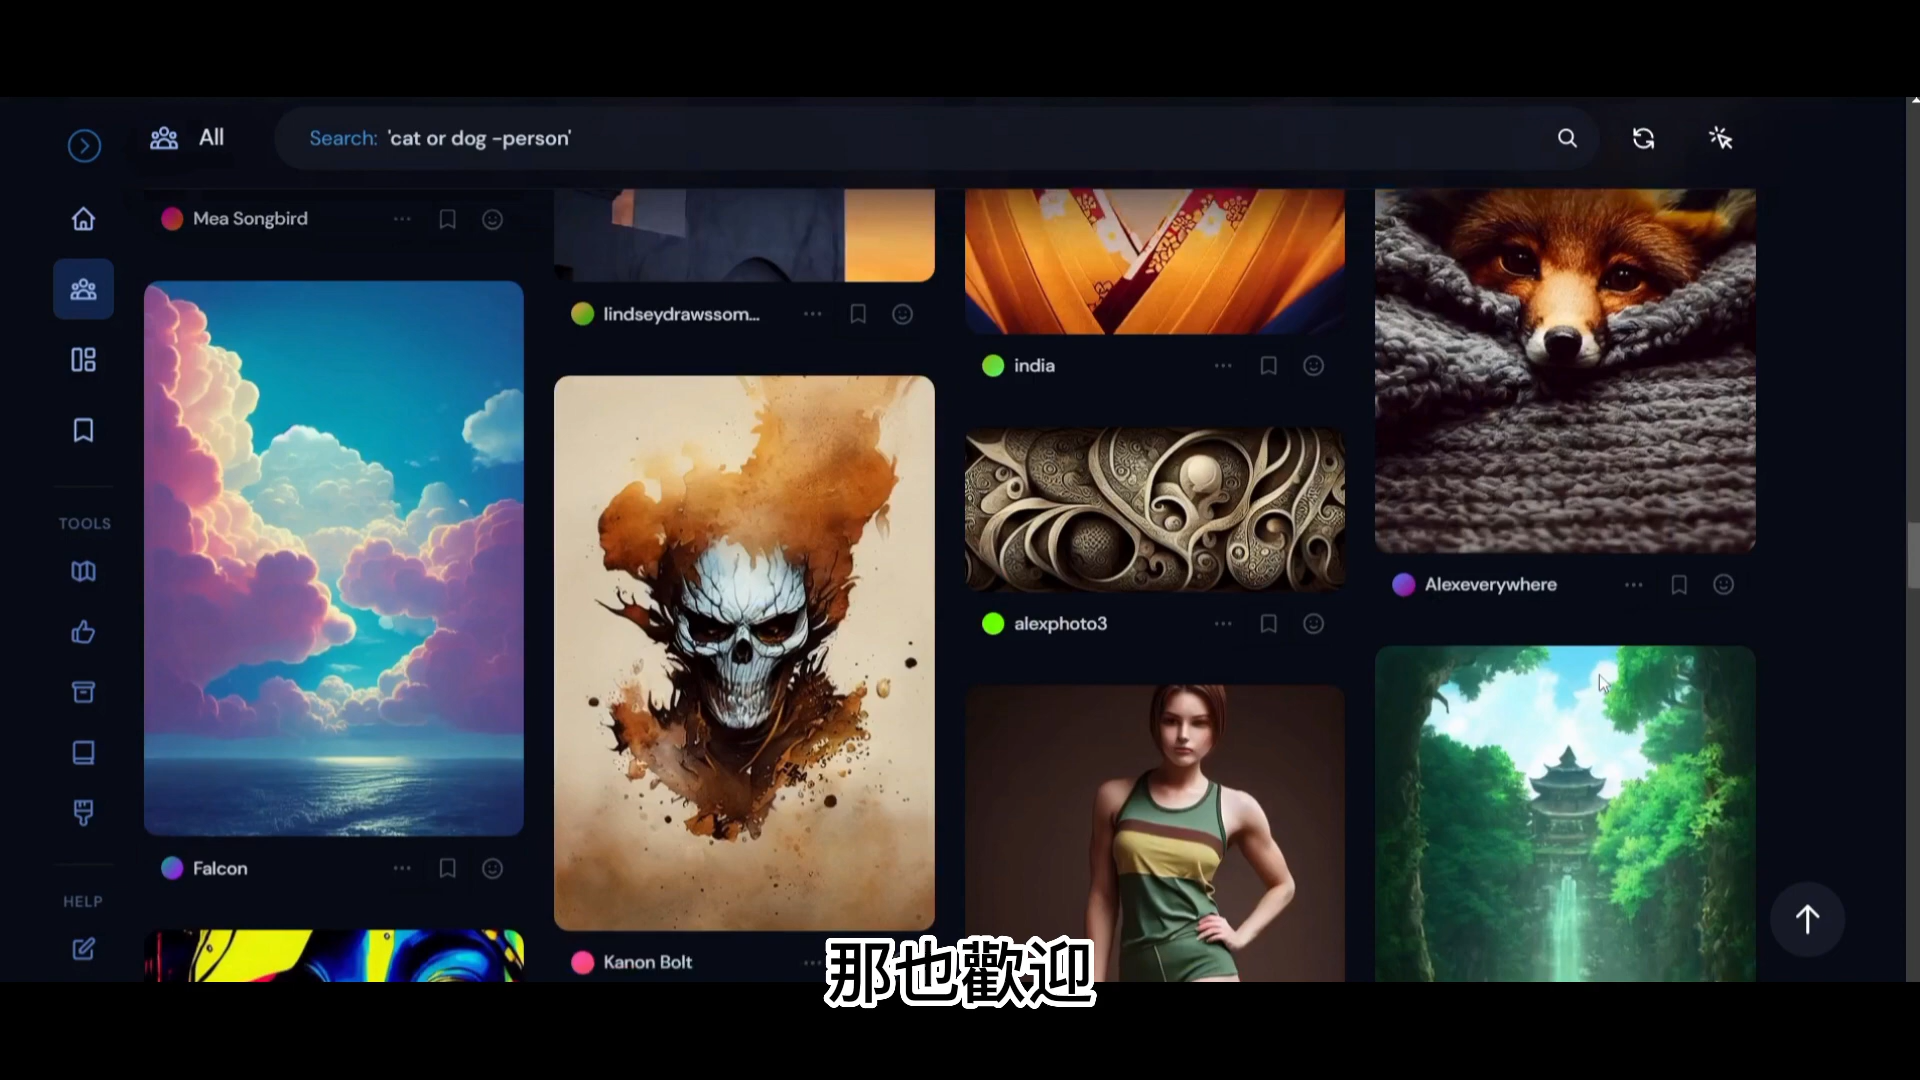 All
Search: 'cat or dog -person'
Mea Songbird
lindseydrawssom...
india
Alexeverywhere
TOOLS
alexphoto3
Falcon
HELP
Kanon Bolt
那也歡迎